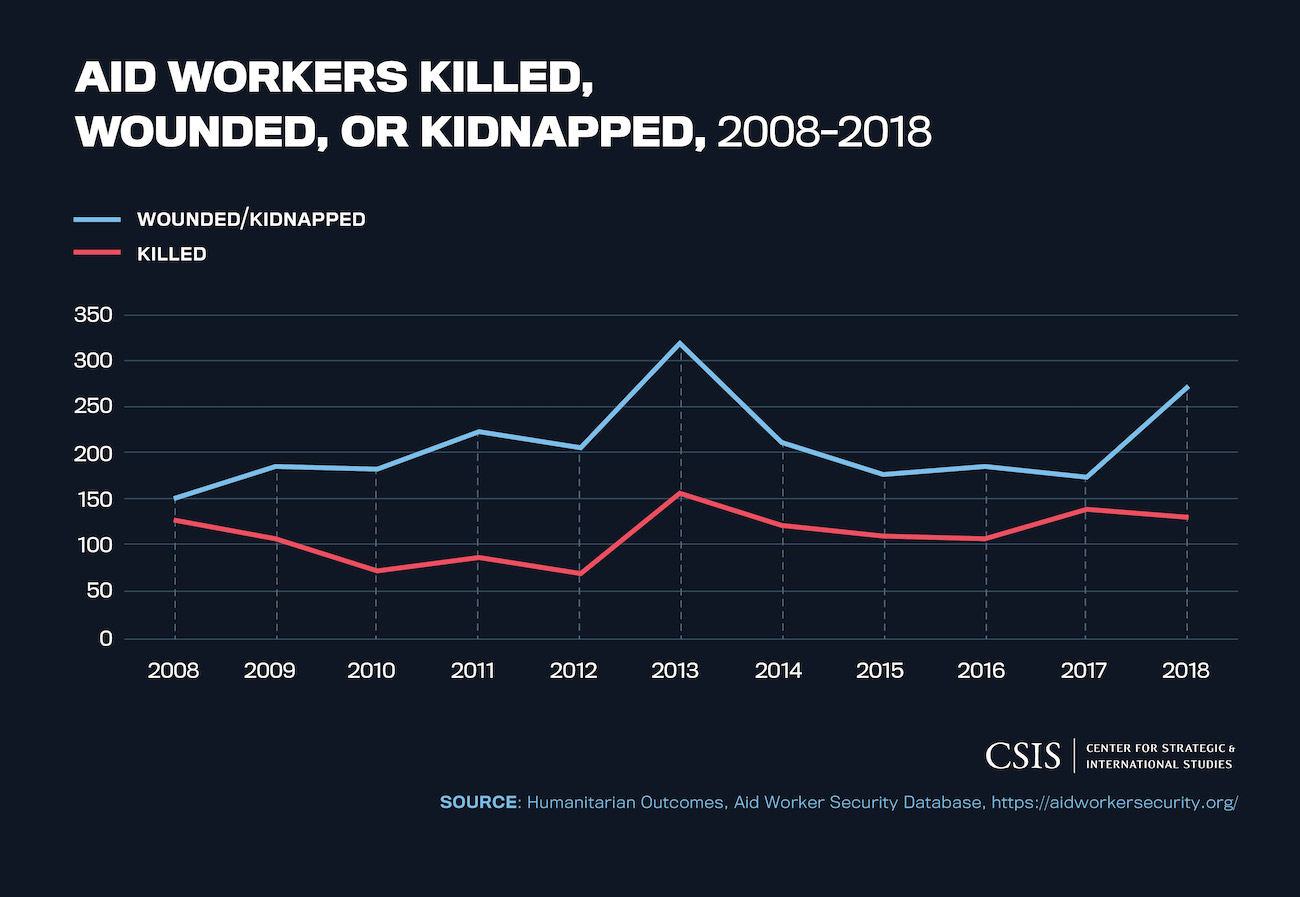 AID WORKERS KILLED,
WOUNDED, OR KIDNAPPED, 2008–2018
WOUNDED/KIDNAPPED
KILLED
350
300
250
200
150
100
50
0
2008 2009 2010 2011 2012 2013 2014 2015 2016 2017 2018
CSIS | CENTER FOR STRATEGIC &
INTERNATIONAL STUDIES
SOURCE: Humanitarian Outcomes, Aid Worker Security Database, https://aidworkersecurity.org/